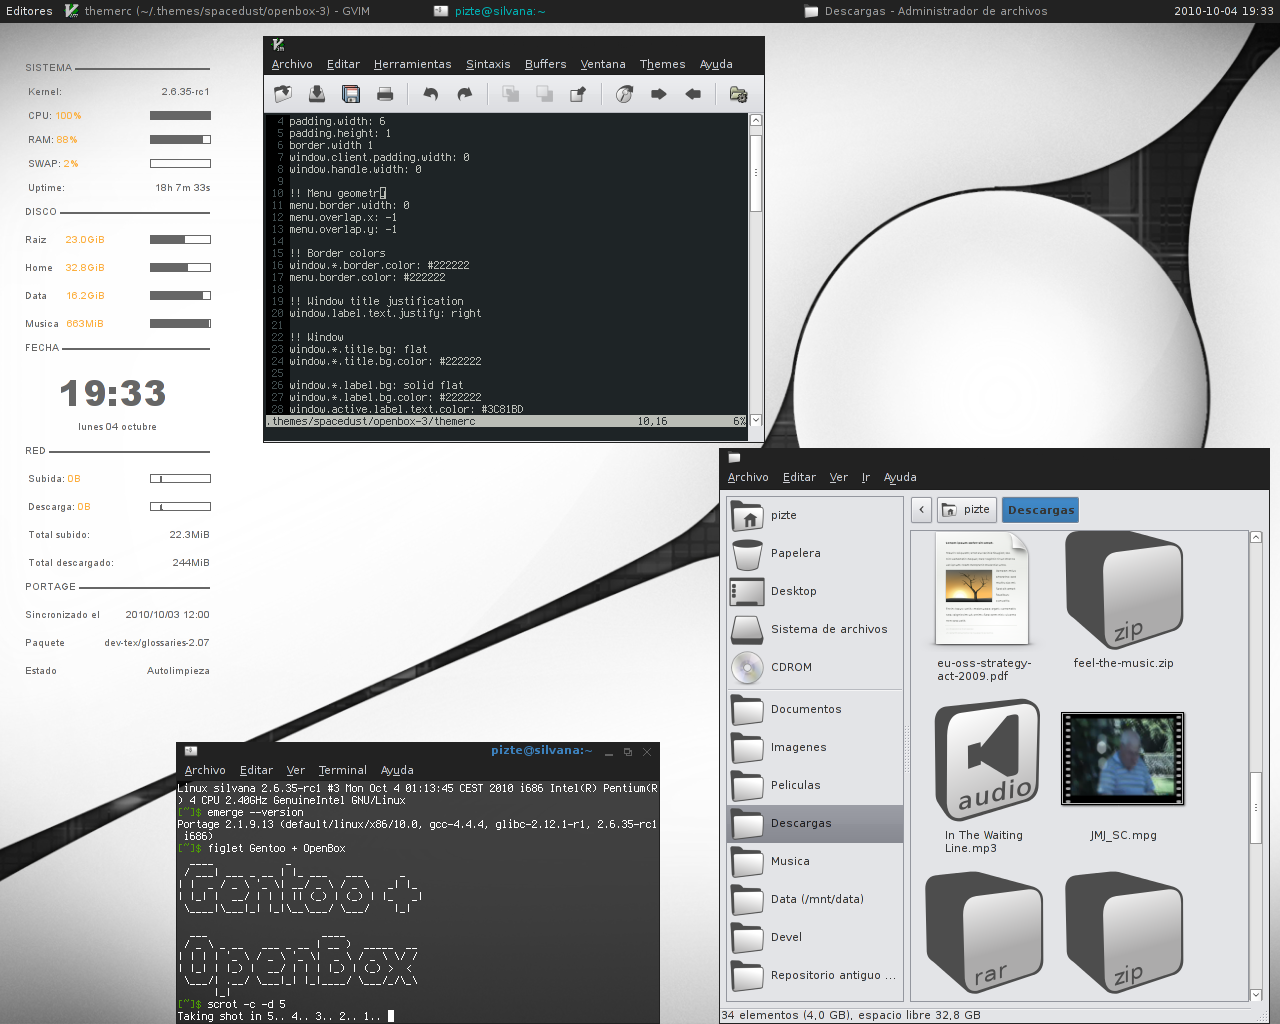 Editores
themerc (~/.themes/spacedust/openbox-3) - GVIM
pizte@silvana:~
Descargas - Administrador de archivos
2010-10-04 19:33
SISTEMA
Kernel: 2.6.35-rc1
CPU: 100%
RAM: 88%
SWAP: 2%
Uptime: 18h 7m 33s
DISCO
Raiz 23.0GiB
Home 32.8GiB
Data 16.2GiB
Musica 663MiB
FECHA
19:33
lunes 04 octubre
RED
Subida: 0B
Descarga: 0B
Total subido: 22.3MiB
Total descargado: 244MiB
PORTAGE
Sincronizado el 2010/10/03 12:00
Paquete dev-tex/glossaries-2.07
Estado Autolimpieza
Archivo Editar Herramientas Sintaxis Buffers Ventana Themes Ayuda
4 padding.width: 6
5 padding.height: 1
6 border.width 1
7 window.client.padding.width: 0
8 window.handle.width: 0
9
10 !! Menu geometry
11 menu.border.width: 0
12 menu.overlap.x: -1
13 menu.overlap.y: -1
14
15 !! Border colors
16 window.*.border.color: #222222
17 menu.border.color: #222222
18
19 !! Window title justification
20 window.label.text.justify: right
21
22 !! Window
23 window.*.title.bg: flat
24 window.*.title.bg.color: #222222
25
26 window.*.label.bg: solid flat
27 window.*.label.bg.color: #222222
28 window.active.label.text.color: #3C81BD
.themes/spacedust/openbox-3/themerc 10,16 6%
pizte@silvana:~
Archivo Editar Ver Terminal Ayuda
Linux silvana 2.6.35-rc1 #3 Mon Oct 4 01:13:45 CEST 2010 i686 Intel(R) Pentium(R
) 4 CPU 2.40GHz GenuineIntel GNU/Linux
[~]$ emerge --version
Portage 2.1.9.13 (default/linux/x86/10.0, gcc-4.4.4, glibc-2.12.1-r1, 2.6.35-rc1
i686)
[~]$ figlet Gentoo + OpenBox
Gentoo +
OpenBox
[~]$ scrot -c -d 5
Taking shot in 5.. 4.. 3.. 2.. 1..
Archivo Editar Ver Ir Ayuda
pizte
Papelera
Desktop
Sistema de archivos
CDROM
Documentos
Imagenes
Peliculas
Descargas
Musica
Data (/mnt/data)
Devel
Repositorio antiguo ...
pizte Descargas
eu-oss-strategy-
act-2009.pdf
zip
feel-the-music.zip
audio
In The Waiting
Line.mp3
JMJ_SC.mpg
rar
zip
34 elementos (4,0 GB), espacio libre 32,8 GB